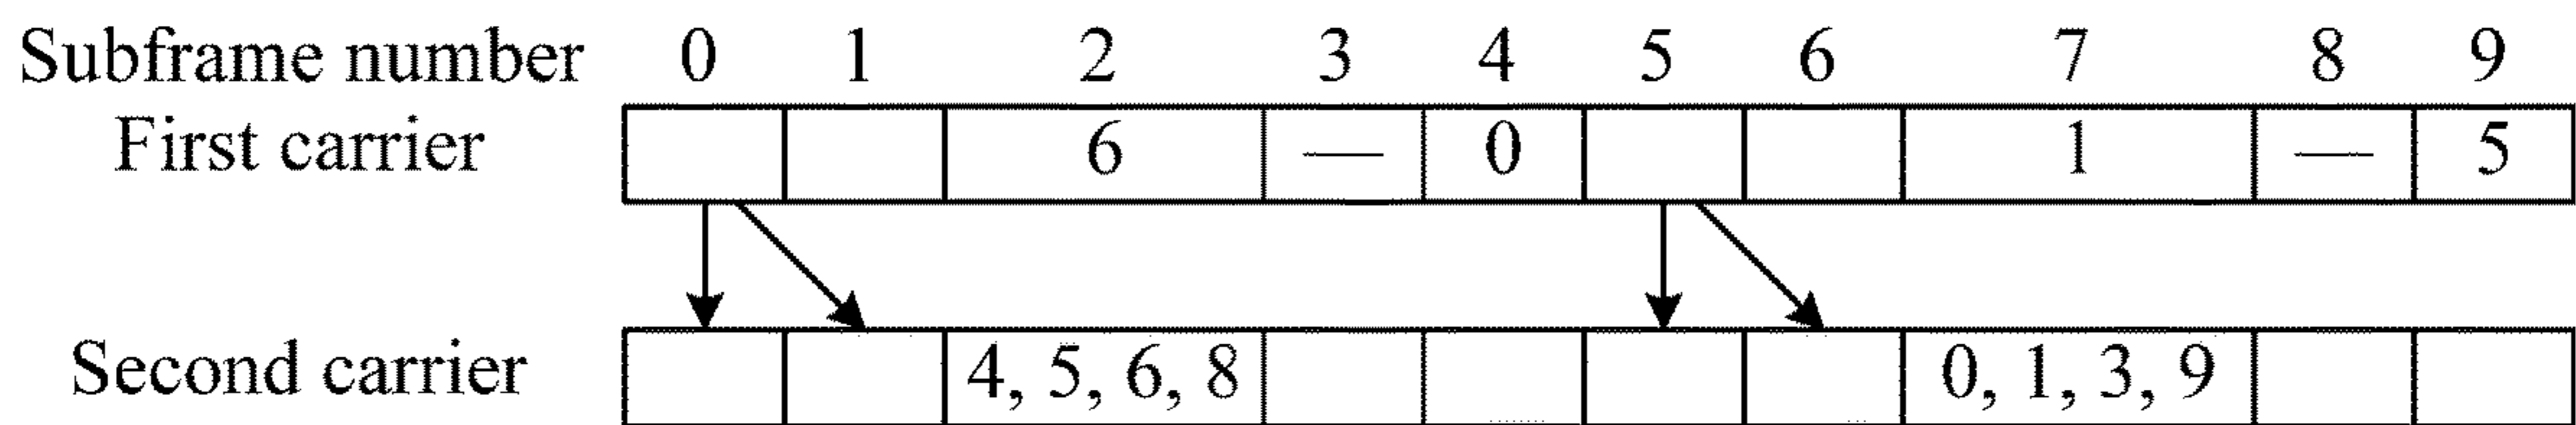 Subframe number 0 1 2 3 4 5 6 7 8 9
First carrier 6 — 0 1 — 5
Second carrier 4, 5, 6, 8 0, 1, 3, 9